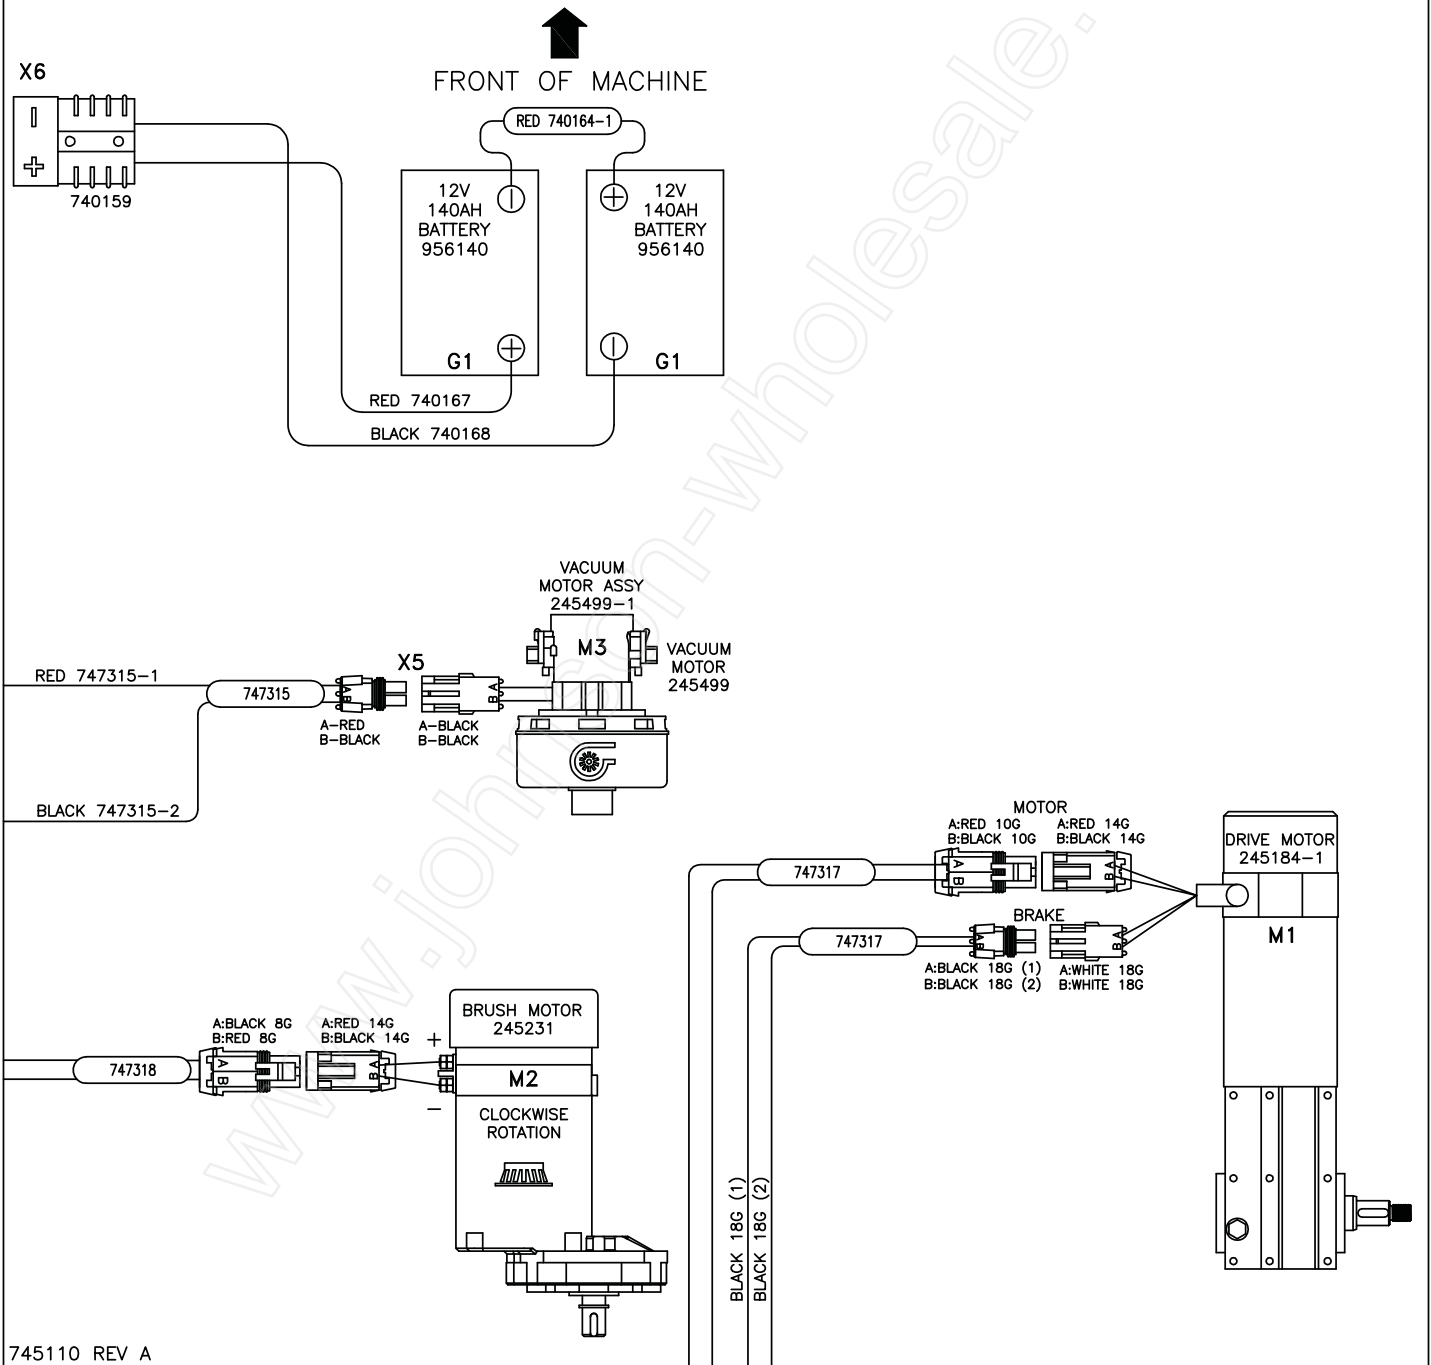 FRONT OF MACHINE
X6
−
+
740159
RED 740164-1
12V
140AH
BATTERY
956140
−
+
G1
12V
140AH
BATTERY
956140
+
−
G1
RED 740167
BLACK 740168
VACUUM
MOTOR ASSY
245499-1
M3
VACUUM
MOTOR
245499
RED 747315-1
747315
BLACK 747315-2
X5
A
B
A
B
A-RED
B-BLACK
A-BLACK
B-BLACK
MOTOR
A:RED 10G
B:BLACK 10G
A:RED 14G
B:BLACK 14G
747317
A
B
A
B
BRAKE
747317
A
B
A
B
A:BLACK 18G (1)
B:BLACK 18G (2)
A:WHITE 18G
B:WHITE 18G
DRIVE MOTOR
245184-1
M1
BLACK 18G (1)
BLACK 18G (2)
A:BLACK 8G
B:RED 8G
A:RED 14G
B:BLACK 14G
747318
A
B
A
B
+
−
BRUSH MOTOR
245231
M2
CLOCKWISE
ROTATION
745110 REV A
www.johnson-wholesale.